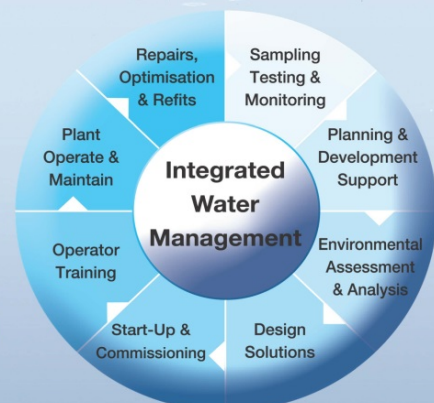 Integrated
Water
Management
Sampling
Testing &
Monitoring
Planning &
Development
Support
Environmental
Assessment
& Analysis
Design
Solutions
Start-Up &
Commissioning
Operator
Training
Plant
Operate &
Maintain
Repairs,
Optimisation
& Refits